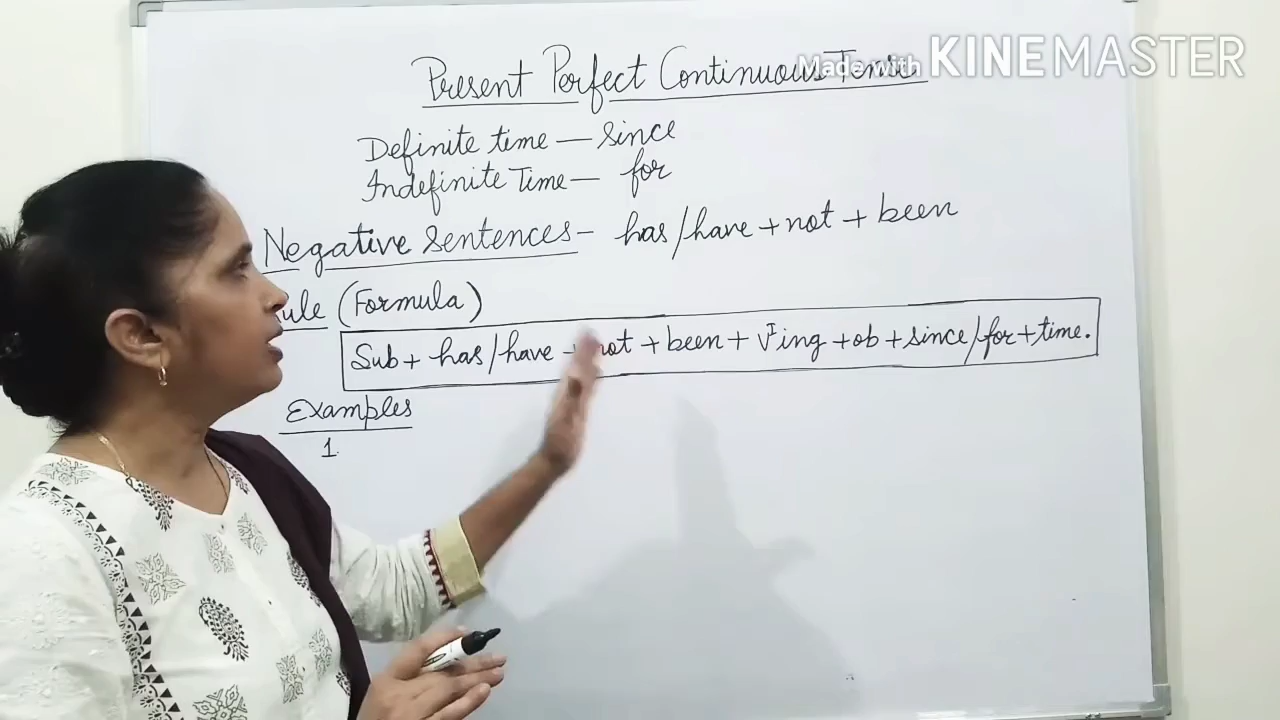 Present Perfect Continuous Tense
Made with KINEMASTER
Definite time — since
Indefinite Time — for
Negative Sentences - has/have + not + been
Rule (Formula)
Sub + has/have + not + been + VIing + ob + since/for + time.
Examples
1.